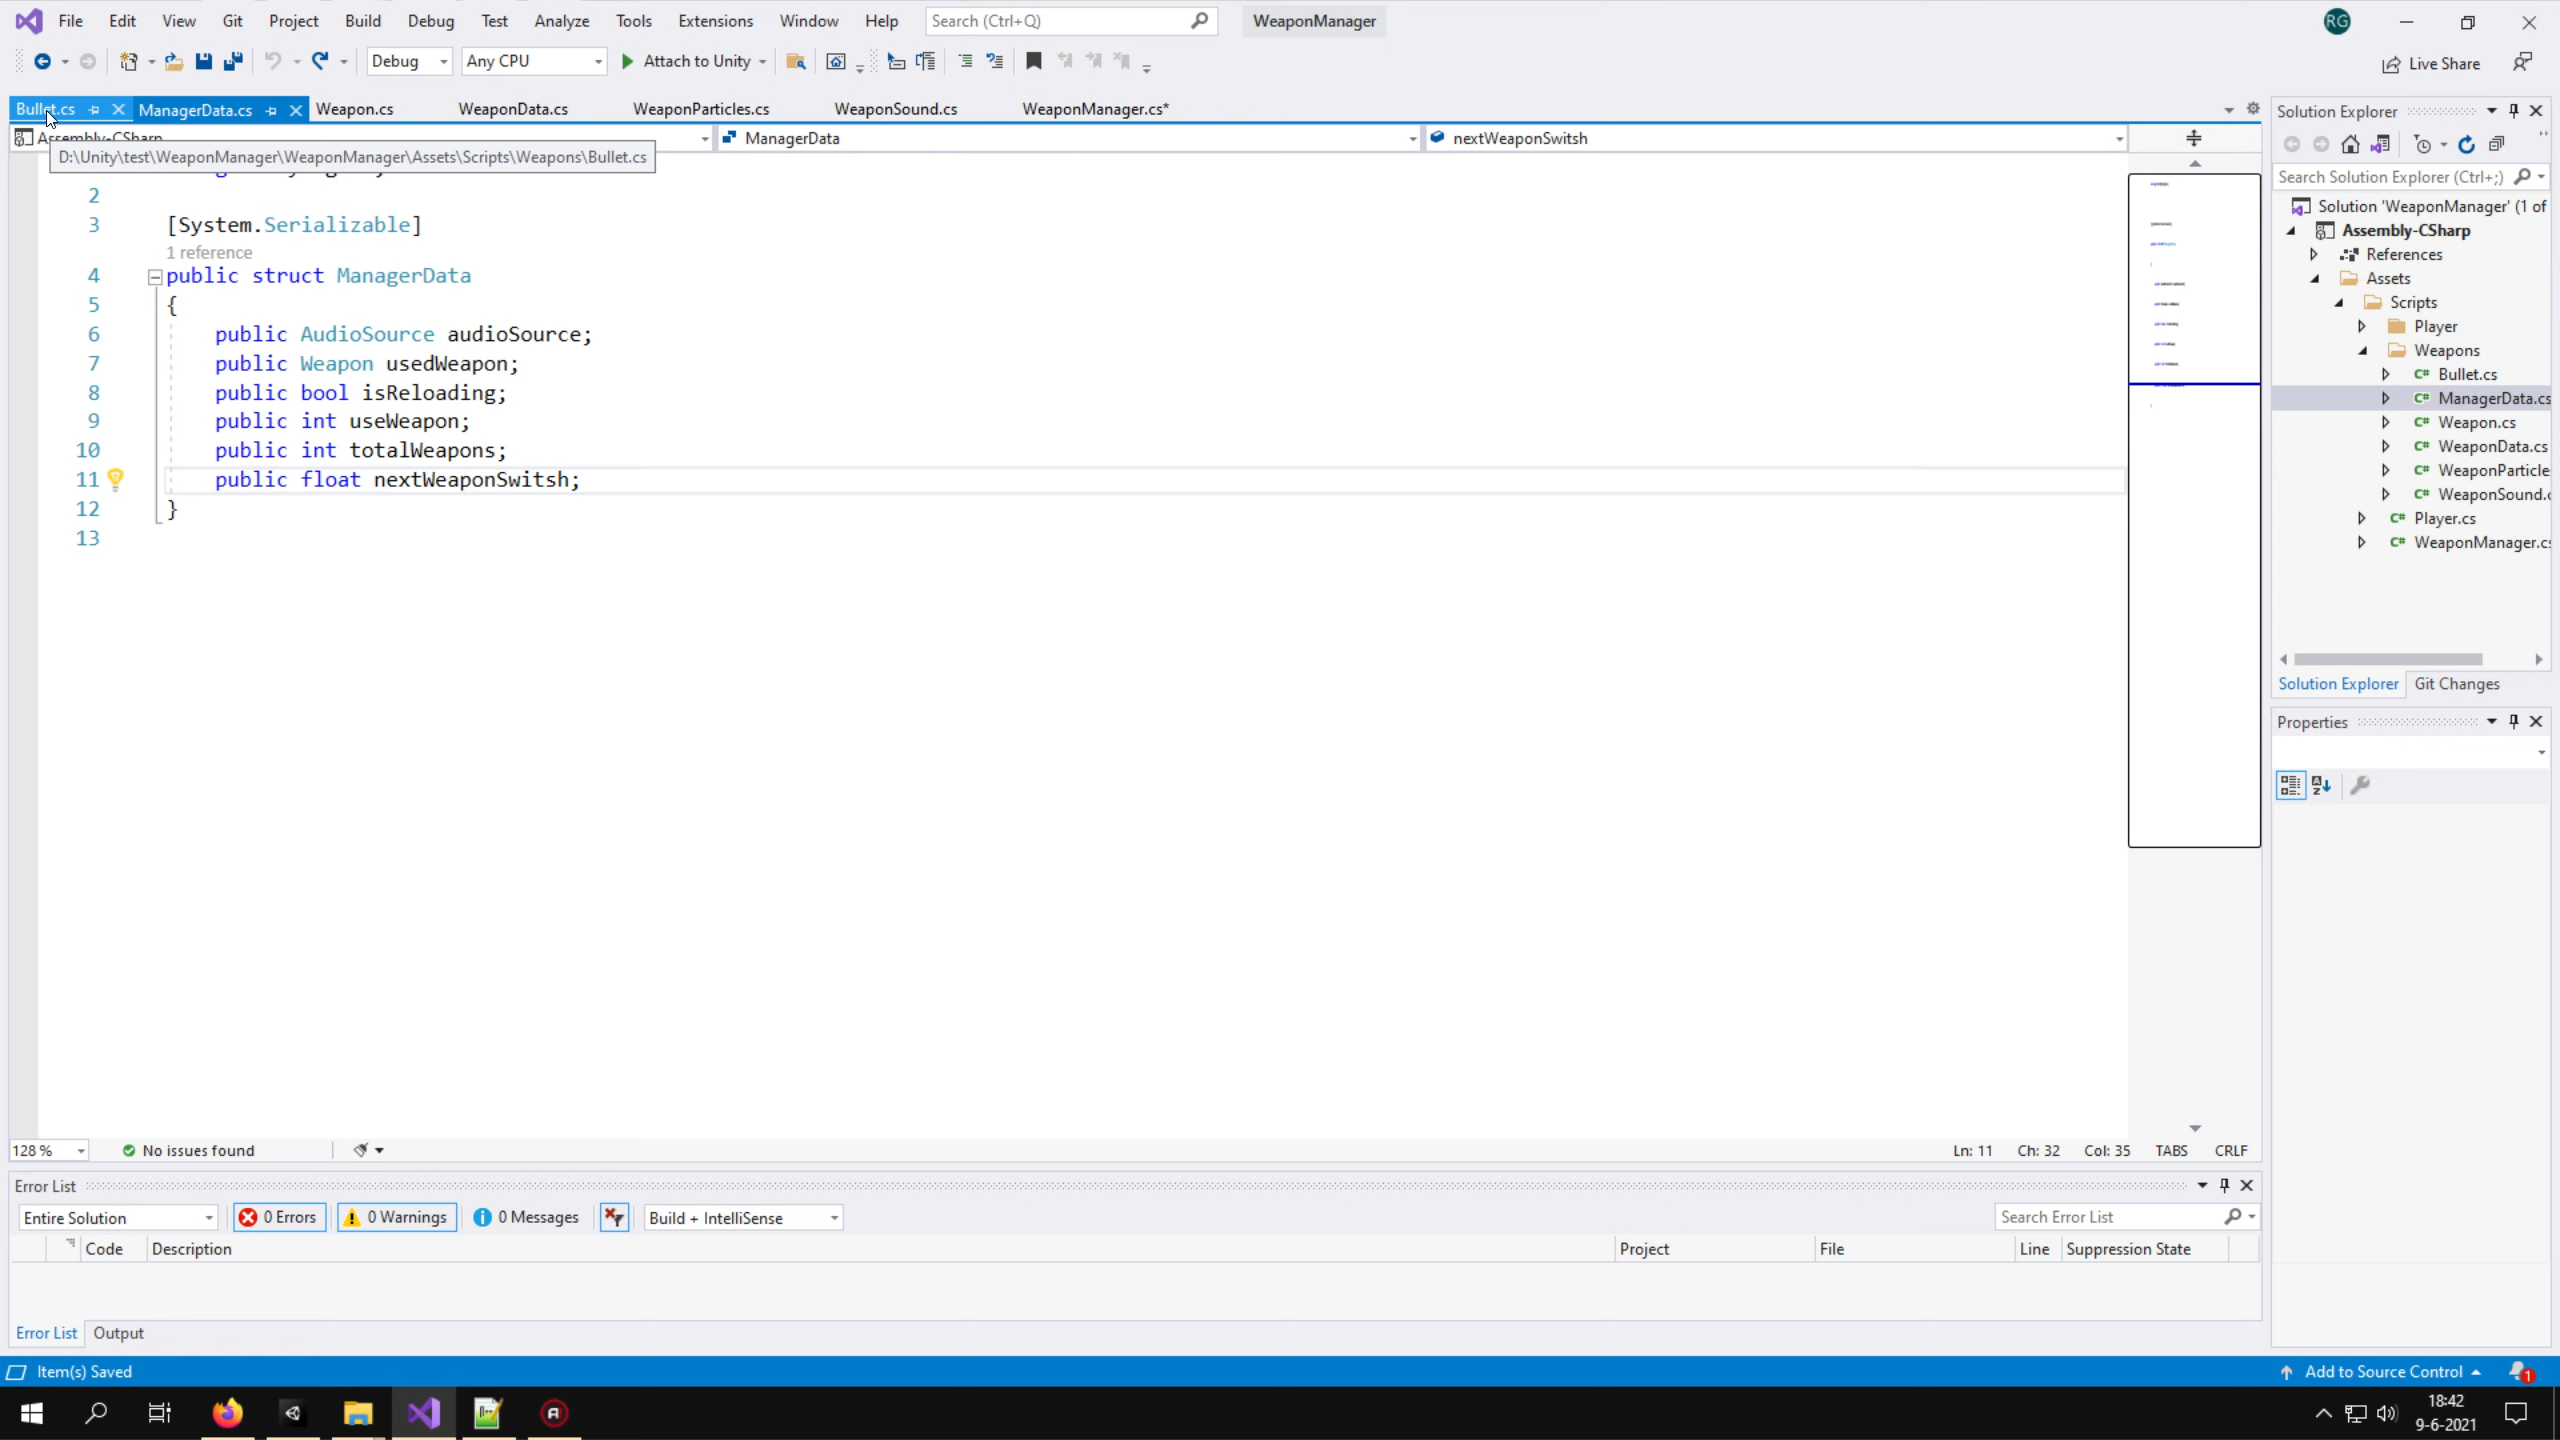 File Edit View Git Project Build Debug Test Analyze Tools Extensions Window Help Search (Ctrl+Q) WeaponManager RG
Debug Any CPU Attach to Unity Live Share
Bullet.cs ManagerData.cs Weapon.cs WeaponData.cs WeaponParticles.cs WeaponSound.cs WeaponManager.cs*
Assembly-CSharp ManagerData nextWeaponSwitsh
D:\Unity\test\WeaponManager\WeaponManager\Assets\Scripts\Weapons\Bullet.cs
2
3 [System.Serializable]
1 reference
4 public struct ManagerData
5 {
6 public AudioSource audioSource;
7 public Weapon usedWeapon;
8 public bool isReloading;
9 public int useWeapon;
10 public int totalWeapons;
11 public float nextWeaponSwitsh;
12 }
13
128 % No issues found Ln: 11 Ch: 32 Col: 35 TABS CRLF
Error List
Entire Solution 0 Errors 0 Warnings 0 Messages Build + IntelliSense Search Error List
Code Description Project File Line Suppression State
Error List Output
Solution Explorer
Search Solution Explorer (Ctrl+;)
Solution 'WeaponManager' (1 of
Assembly-CSharp
References
Assets
Scripts
Player
Weapons
Bullet.cs
ManagerData.cs
Weapon.cs
WeaponData.cs
WeaponParticle
WeaponSound.c
Player.cs
WeaponManager.cs
Solution Explorer Git Changes
Properties
Item(s) Saved Add to Source Control 1
18:42
9-6-2021